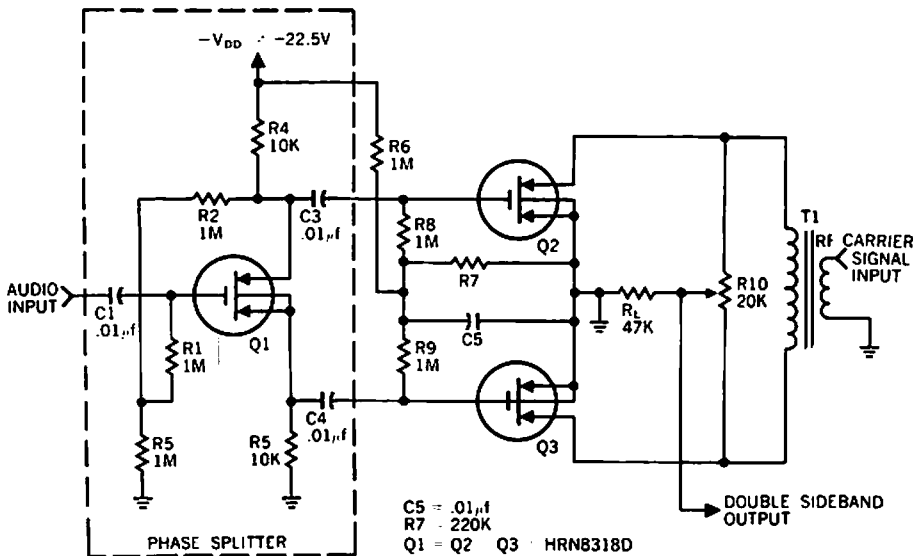 −VDD · −22.5V
R4
10K
R6
1M
R2
1M
C3
.01μf
R8
1M
Q2
T1
RF CARRIER
SIGNAL
INPUT
R7
AUDIO
INPUT
C1
.01μf
Q1
R1
1M
RL
47K
R10
20K
C5
R9
1M
C4
.01μf
Q3
R5
1M
R5
10K
C5 = .01μf
R7 - 220K
Q1 = Q2 Q3 · HRN8318D
DOUBLE SIDEBAND
OUTPUT
PHASE SPLITTER